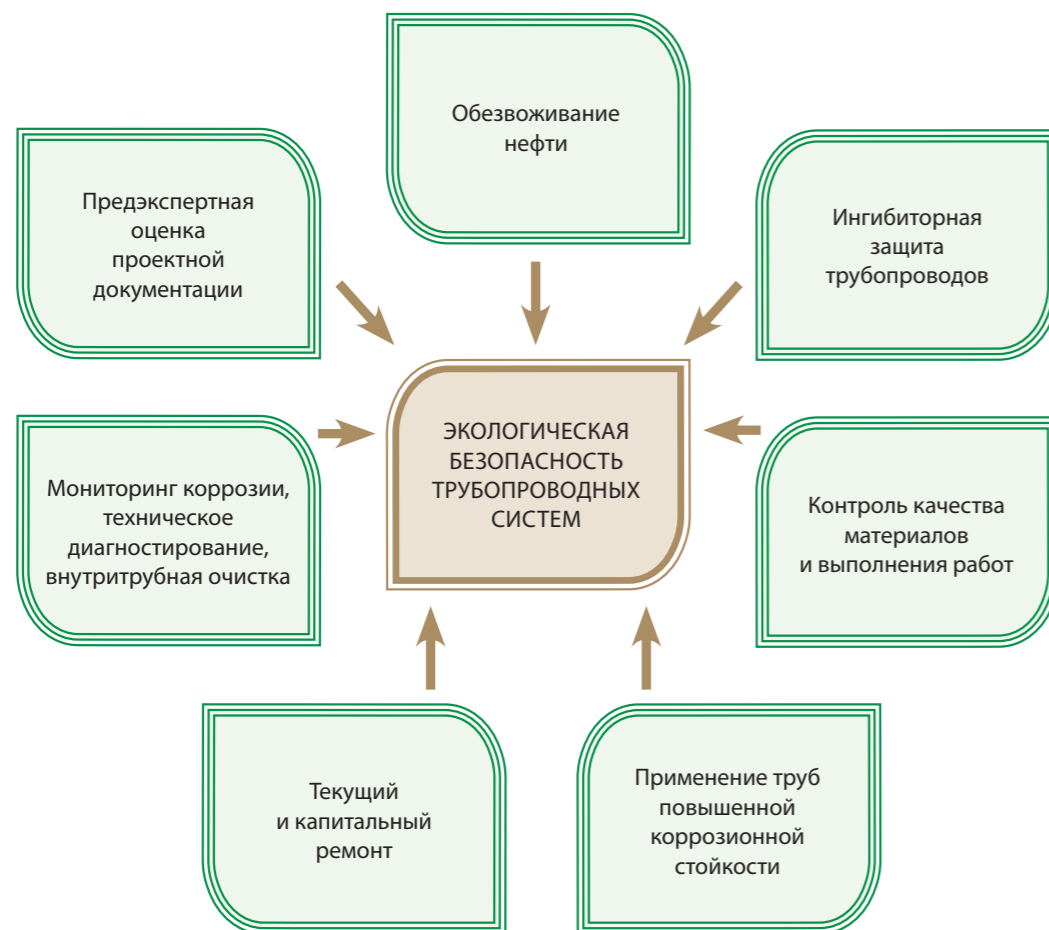 Обезвоживание
нефти
Предэкспертная
оценка
проектной
документации
Ингибиторная
защита
трубопроводов
ЭКОЛОГИЧЕСКАЯ
БЕЗОПАСНОСТЬ
ТРУБОПРОВОДНЫХ
СИСТЕМ
Мониторинг коррозии,
техническое
диагностирование,
внутритрубная очистка
Контроль качества
материалов
и выполнения работ
Текущий
и капитальный
ремонт
Применение труб
повышенной
коррозионной
стойкости